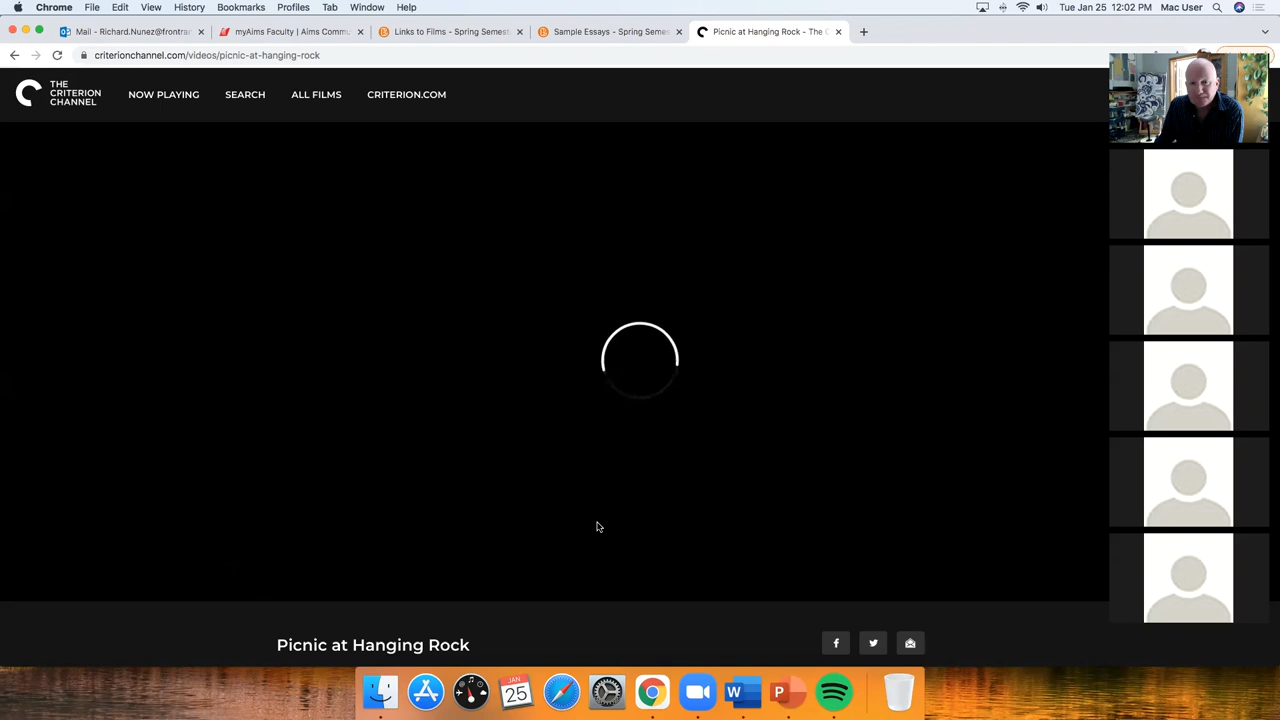 Chrome File Edit View History Bookmarks Profiles Tab Window Help Tue Jan 25 12:02 PM Mac User
Mail - Richard.Nunez@frontra
myAims Faculty | Aims Commu
Links to Films - Spring Semest
Sample Essays - Spring Semes
Picnic at Hanging Rock - The C
criterionchannel.com/videos/picnic-at-hanging-rock
THE
CRITERION
CHANNEL
NOW PLAYING SEARCH ALL FILMS CRITERION.COM
Picnic at Hanging Rock
JAN
25
W
P